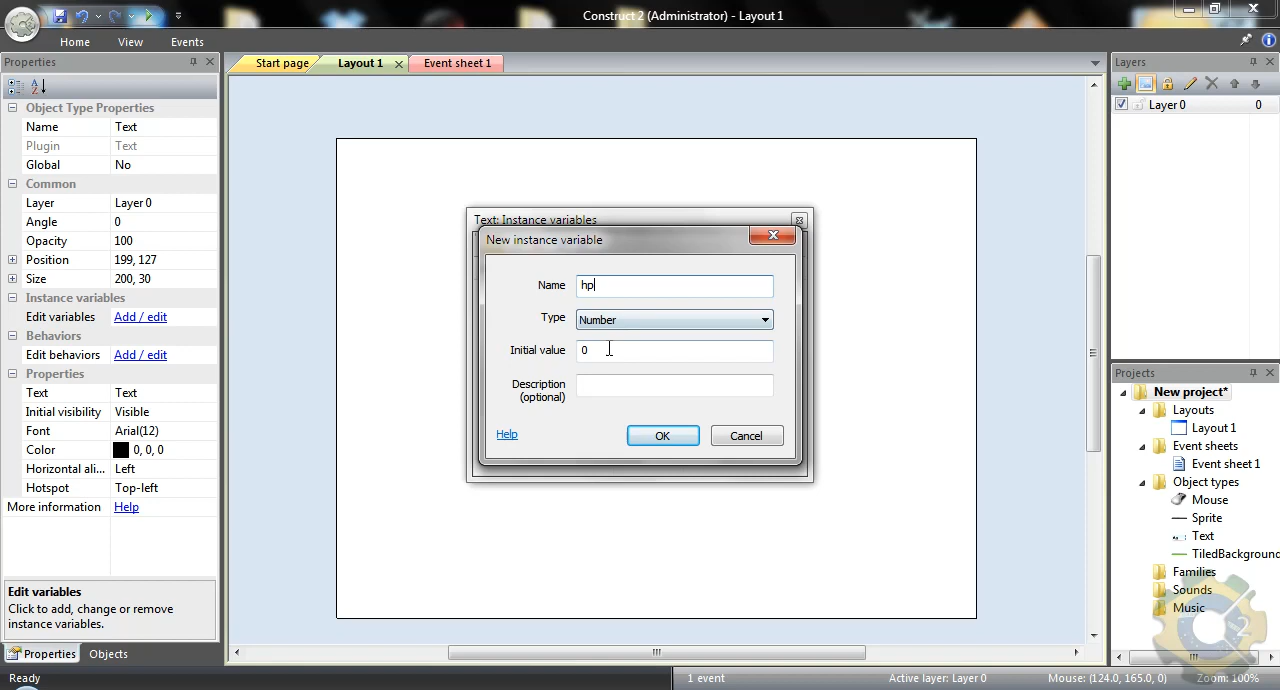 Construct 2 (Administrator) - Layout 1
Home View Events
Properties
Object Type Properties
Name Text
Plugin Text
Global No
Common
Layer Layer 0
Angle 0
Opacity 100
Position 199, 127
Size 200, 30
Instance variables
Edit variables Add / edit
Behaviors
Edit behaviors Add / edit
Properties
Text Text
Initial visibility Visible
Font Arial(12)
Color 0, 0, 0
Horizontal ali... Left
Hotspot Top-left
More information Help
Edit variables
Click to add, change or remove
instance variables.
Properties Objects
Ready
Start page Layout 1 Event sheet 1
Text: Instance variables
New instance variable
Name hp
Type Number
Initial value 0
Description
(optional)
Help OK Cancel
Layers
Layer 0 0
Projects
New project*
Layouts
Layout 1
Event sheets
Event sheet 1
Object types
Mouse
Sprite
Text
TiledBackground
Families
Sounds
Music
1 event Active layer: Layer 0 Mouse: (124.0, 165.0, 0) Zoom: 100%